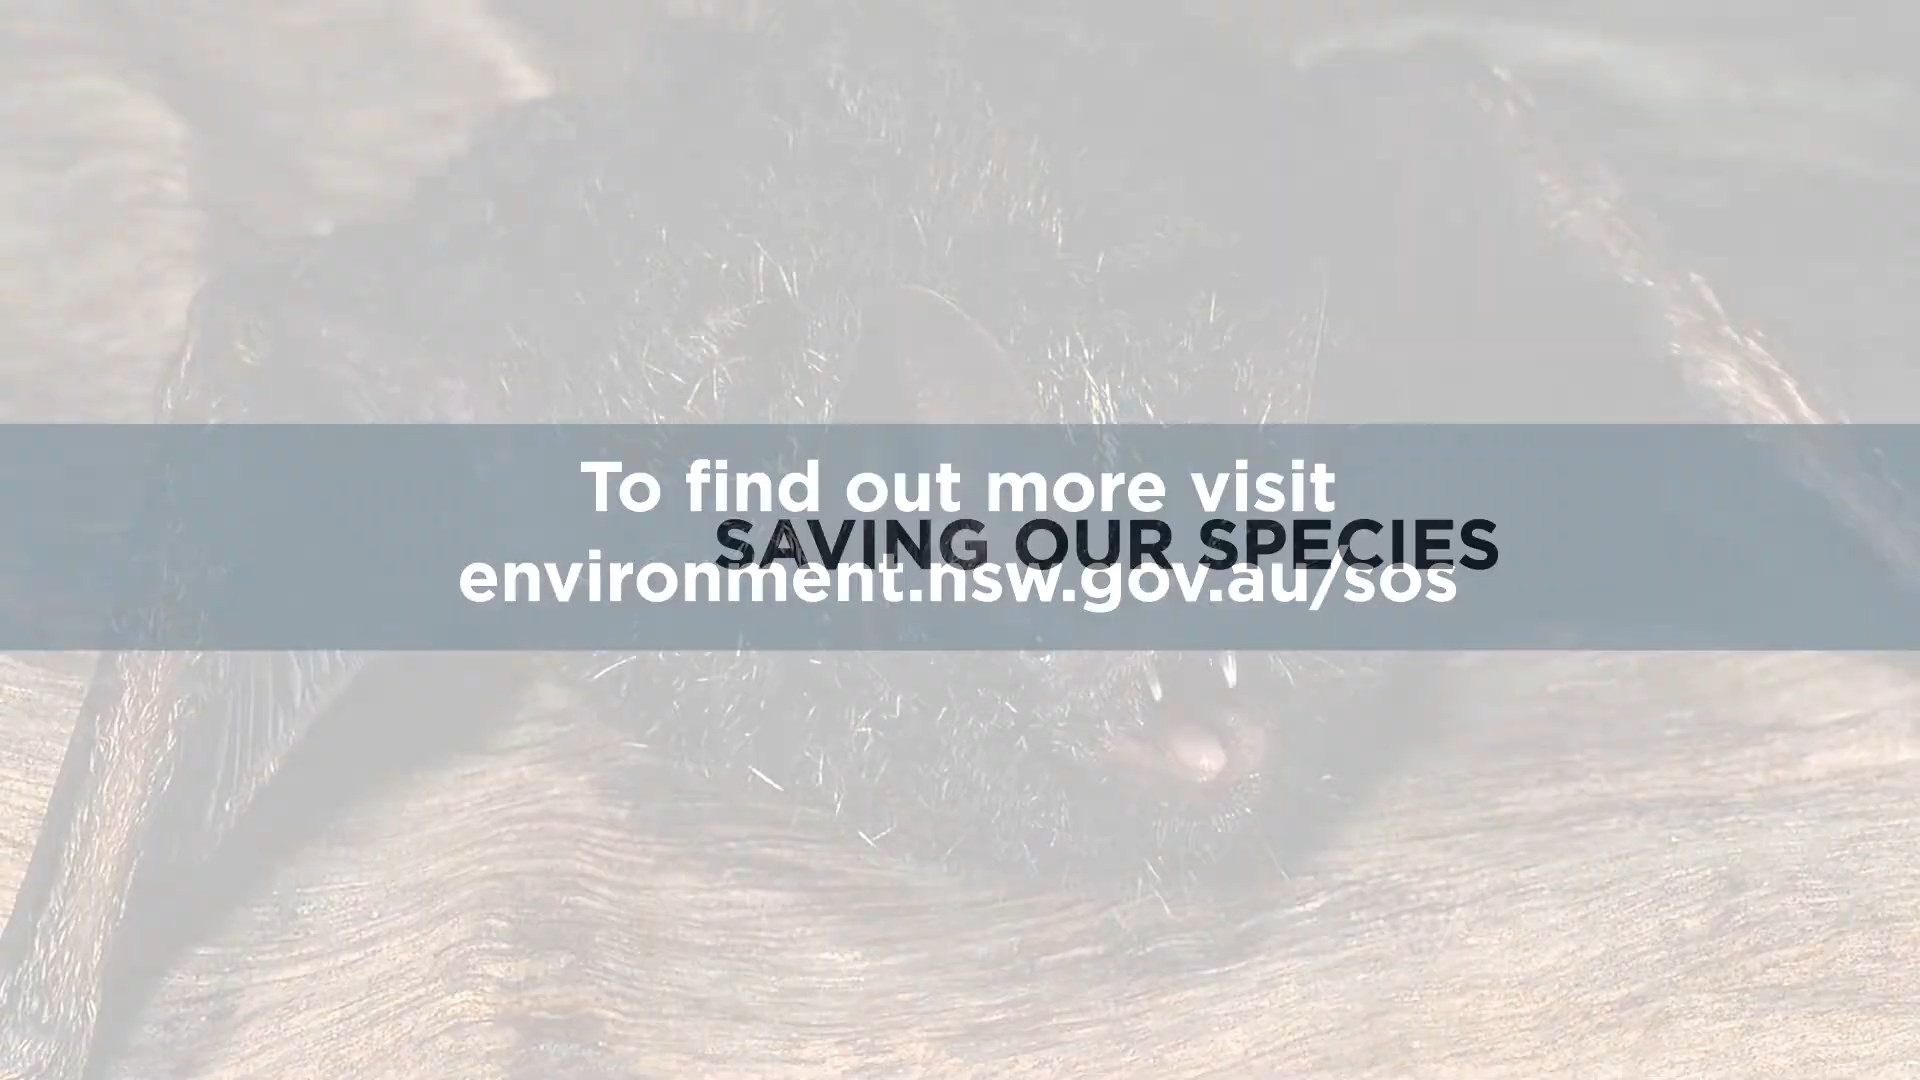 To find out more visit
SAVING OUR SPECIES
environment.nsw.gov.au/sos